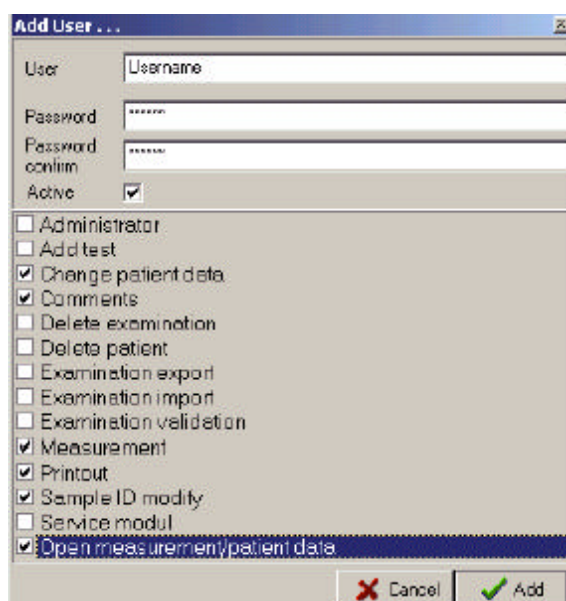 Add User . . .
User Username
Password ******
Password
confirm ******
Active
Administrator
Add test
Change patient data
Comments
Delete examination
Delete patient
Examination export
Examination import
Examination validation
Measurement
Printout
Sample ID modify
Service modul
Open measurement/patient data
Cancel Add